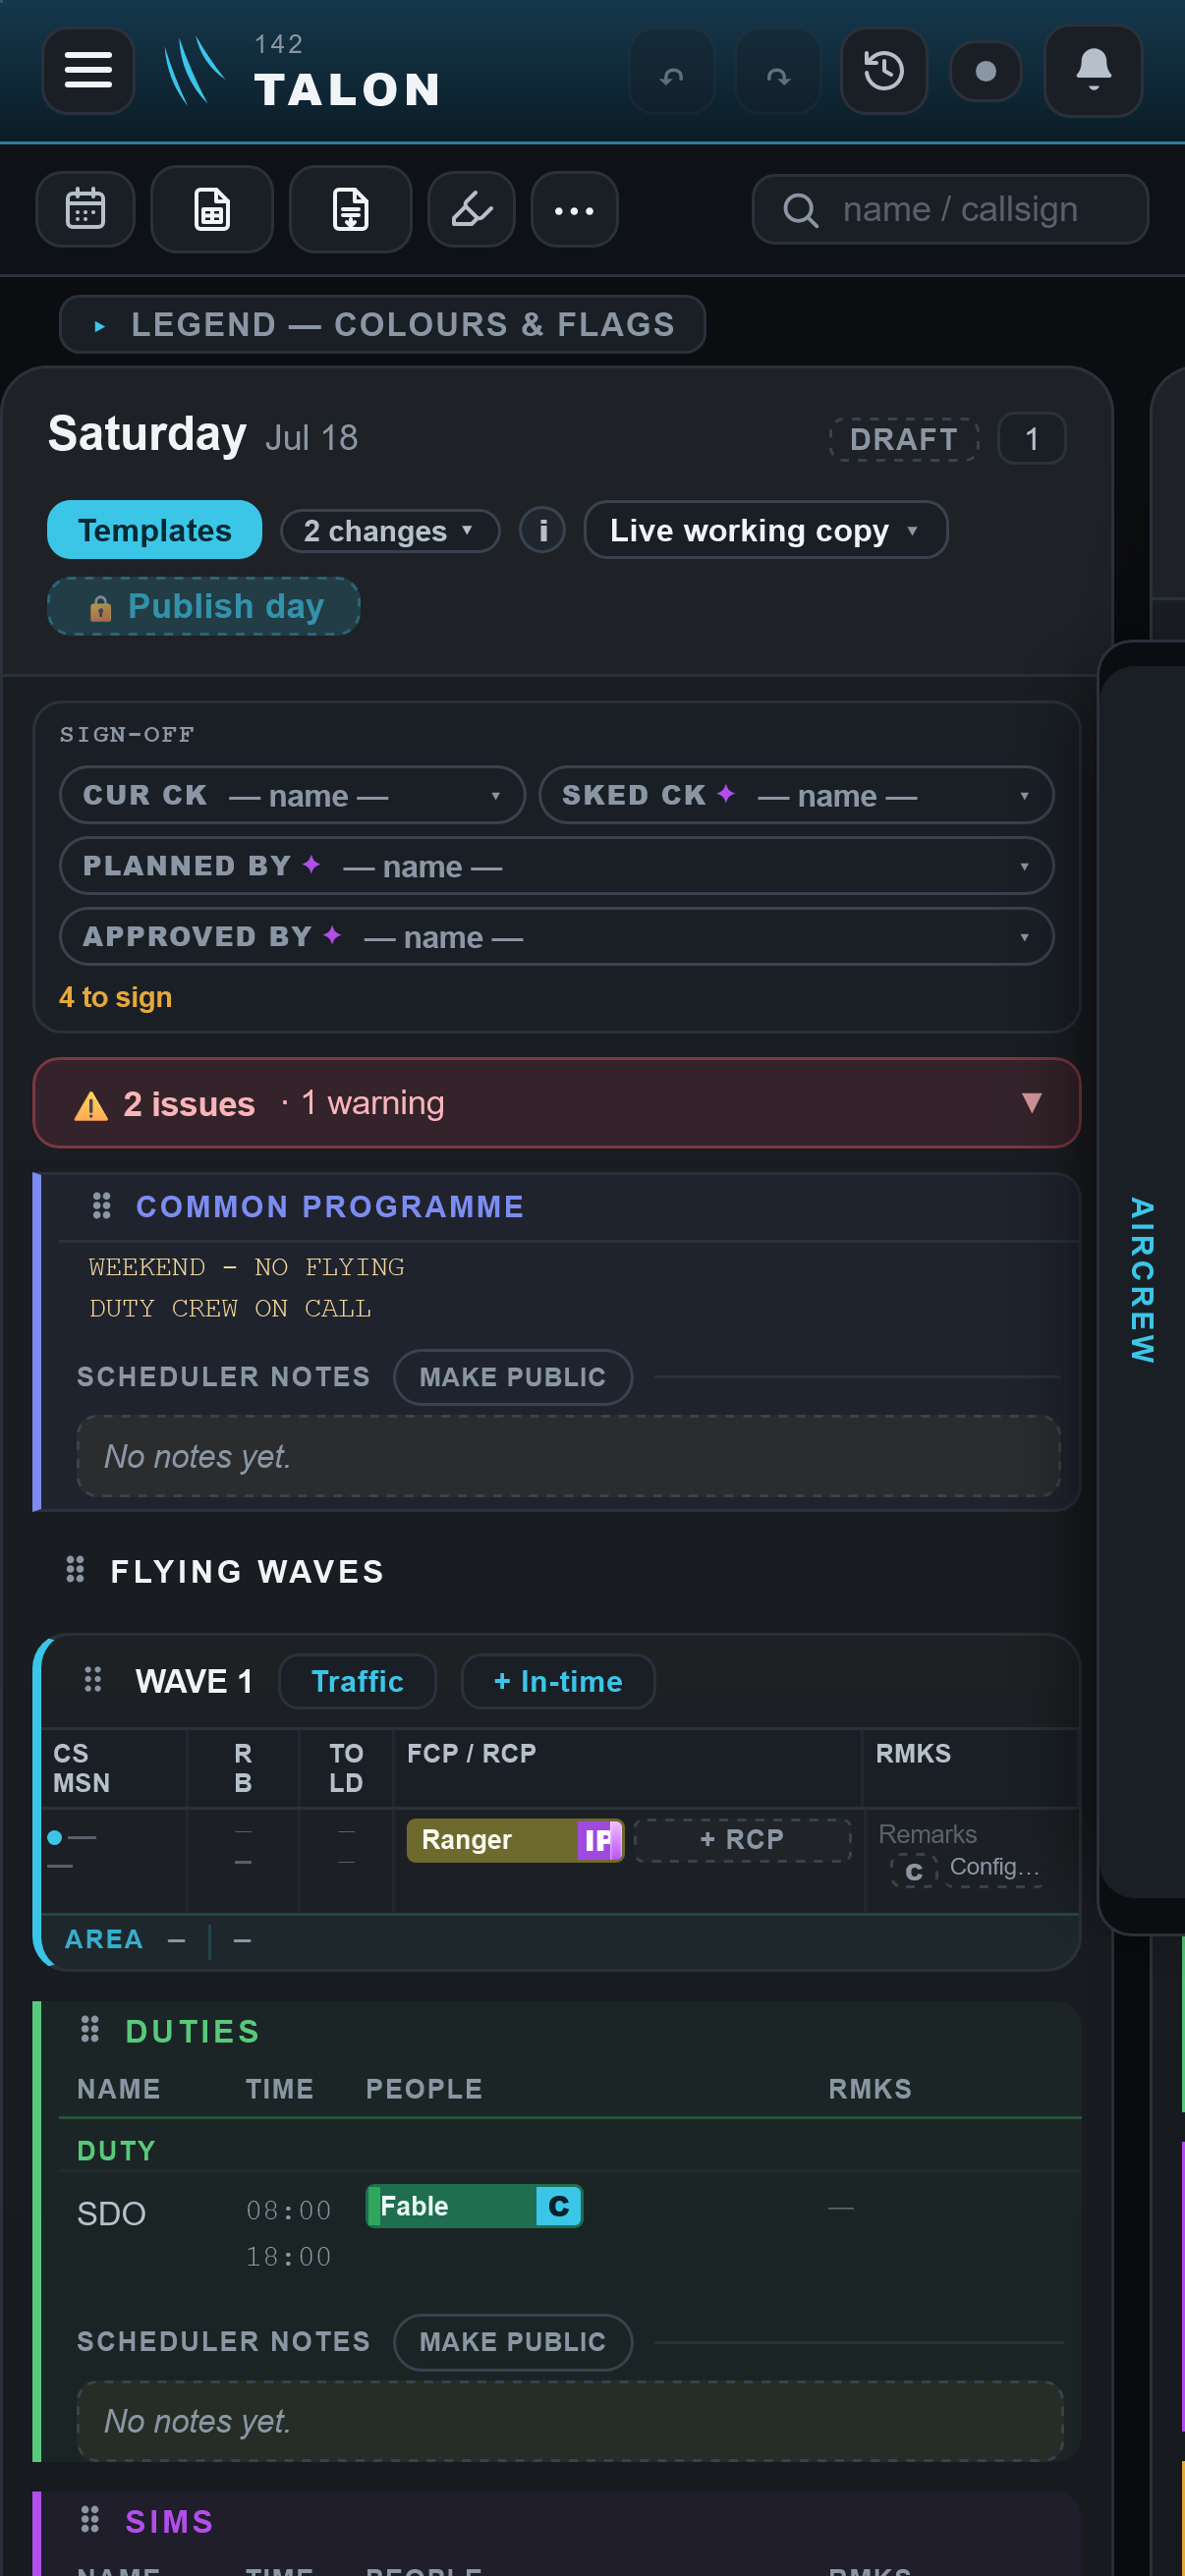 142
TALON
name / callsign
▸ LEGEND — COLOURS & FLAGS
Saturday Jul 18 DRAFT 1
Templates 2 changes ▾ i Live working copy ▾
🔒 Publish day
SIGN-OFF
CUR CK — name — ▾ SKED CK ✦ — name — ▾
PLANNED BY ✦ — name — ▾
APPROVED BY ✦ — name — ▾
4 to sign
⚠️ 2 issues · 1 warning ▼
COMMON PROGRAMME
WEEKEND – NO FLYING
DUTY CREW ON CALL
SCHEDULER NOTES MAKE PUBLIC
No notes yet.
FLYING WAVES
WAVE 1 Traffic + In-time
CS R TO FCP / RCP RMKS
MSN B LD
— — — Ranger IP + RCP Remarks
— – — C Config…
AREA – –
DUTIES
NAME TIME PEOPLE RMKS
DUTY
SDO 08:00 Fable C —
18:00
SCHEDULER NOTES MAKE PUBLIC
No notes yet.
SIMS
NAME TIME PEOPLE RMKS
AIRCREW